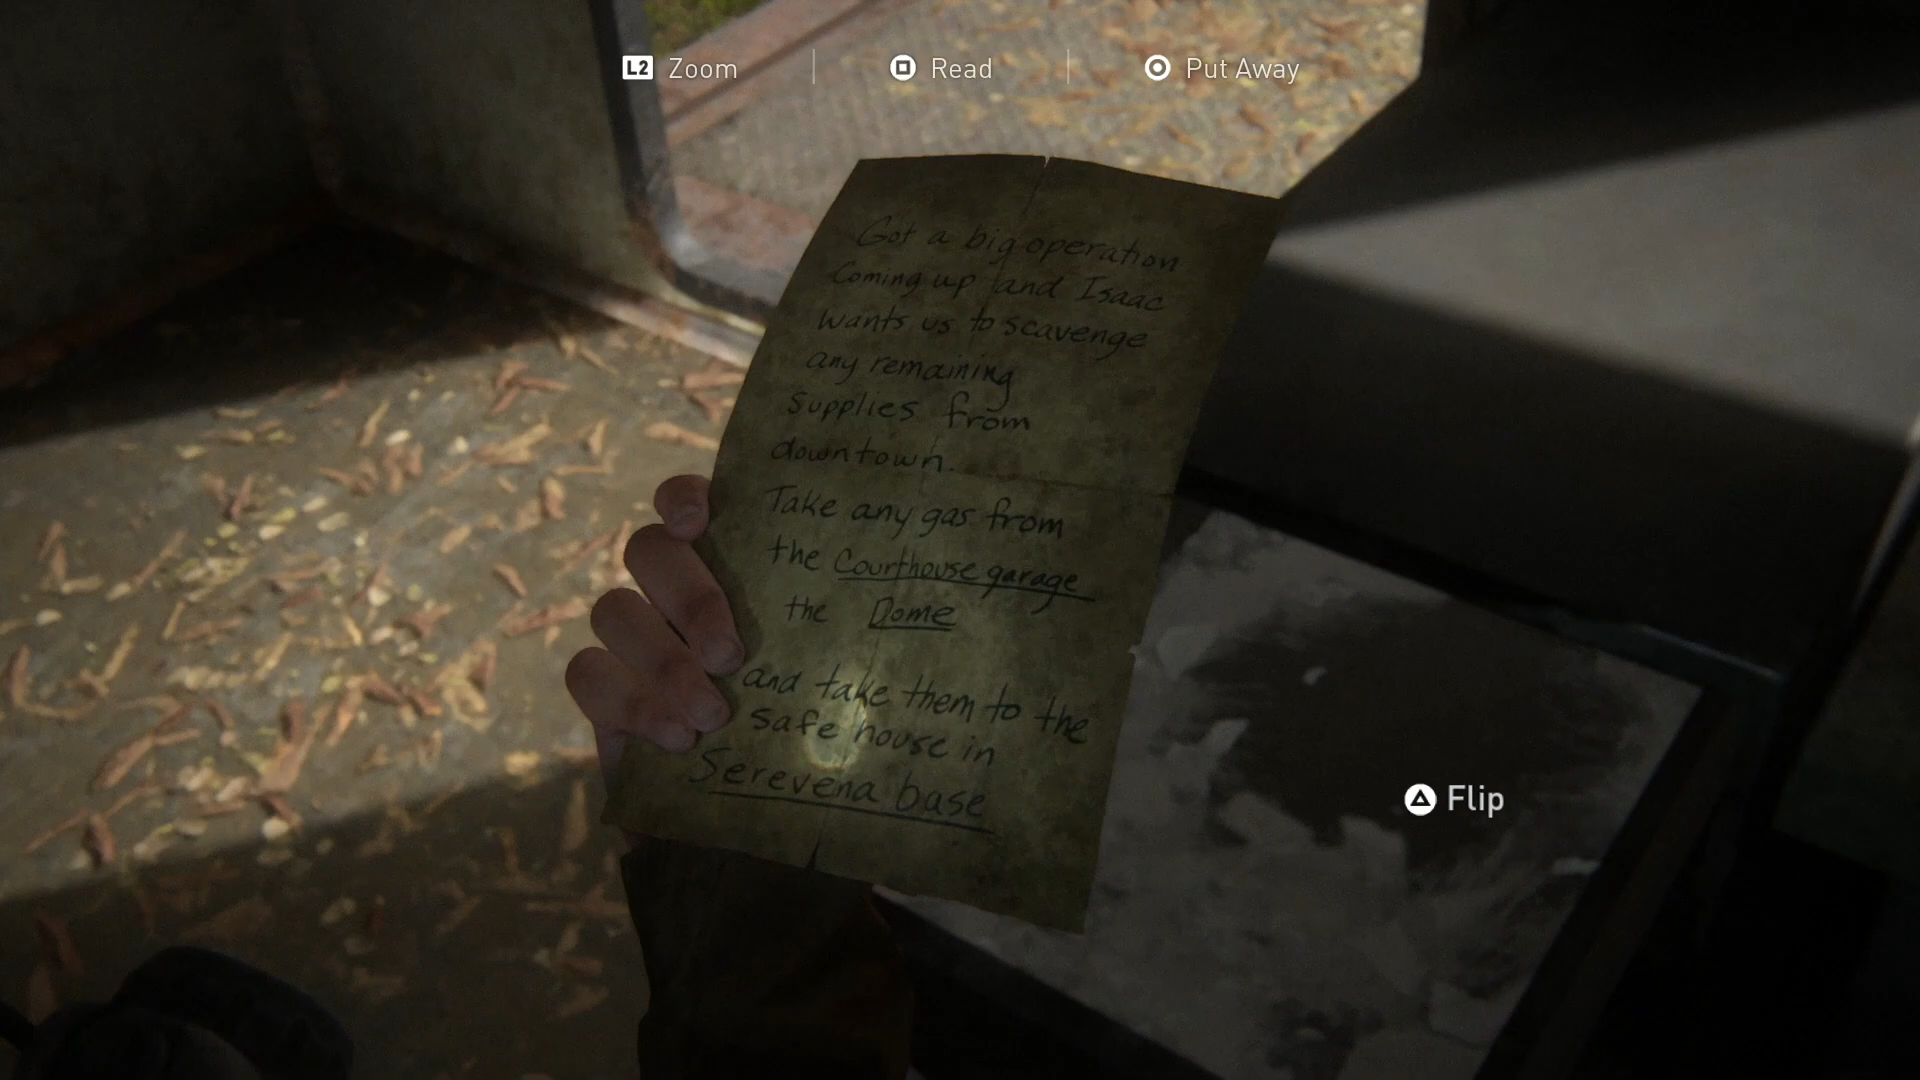 L2 Zoom
Read
Put Away
Got a big operation
Coming up and Isaac
wants us to scavenge
any remaining
Supplies from
downtown.
Take any gas from
the Courthouse garage
the Dome
and take them to the
safe house in
Serevena base
Flip